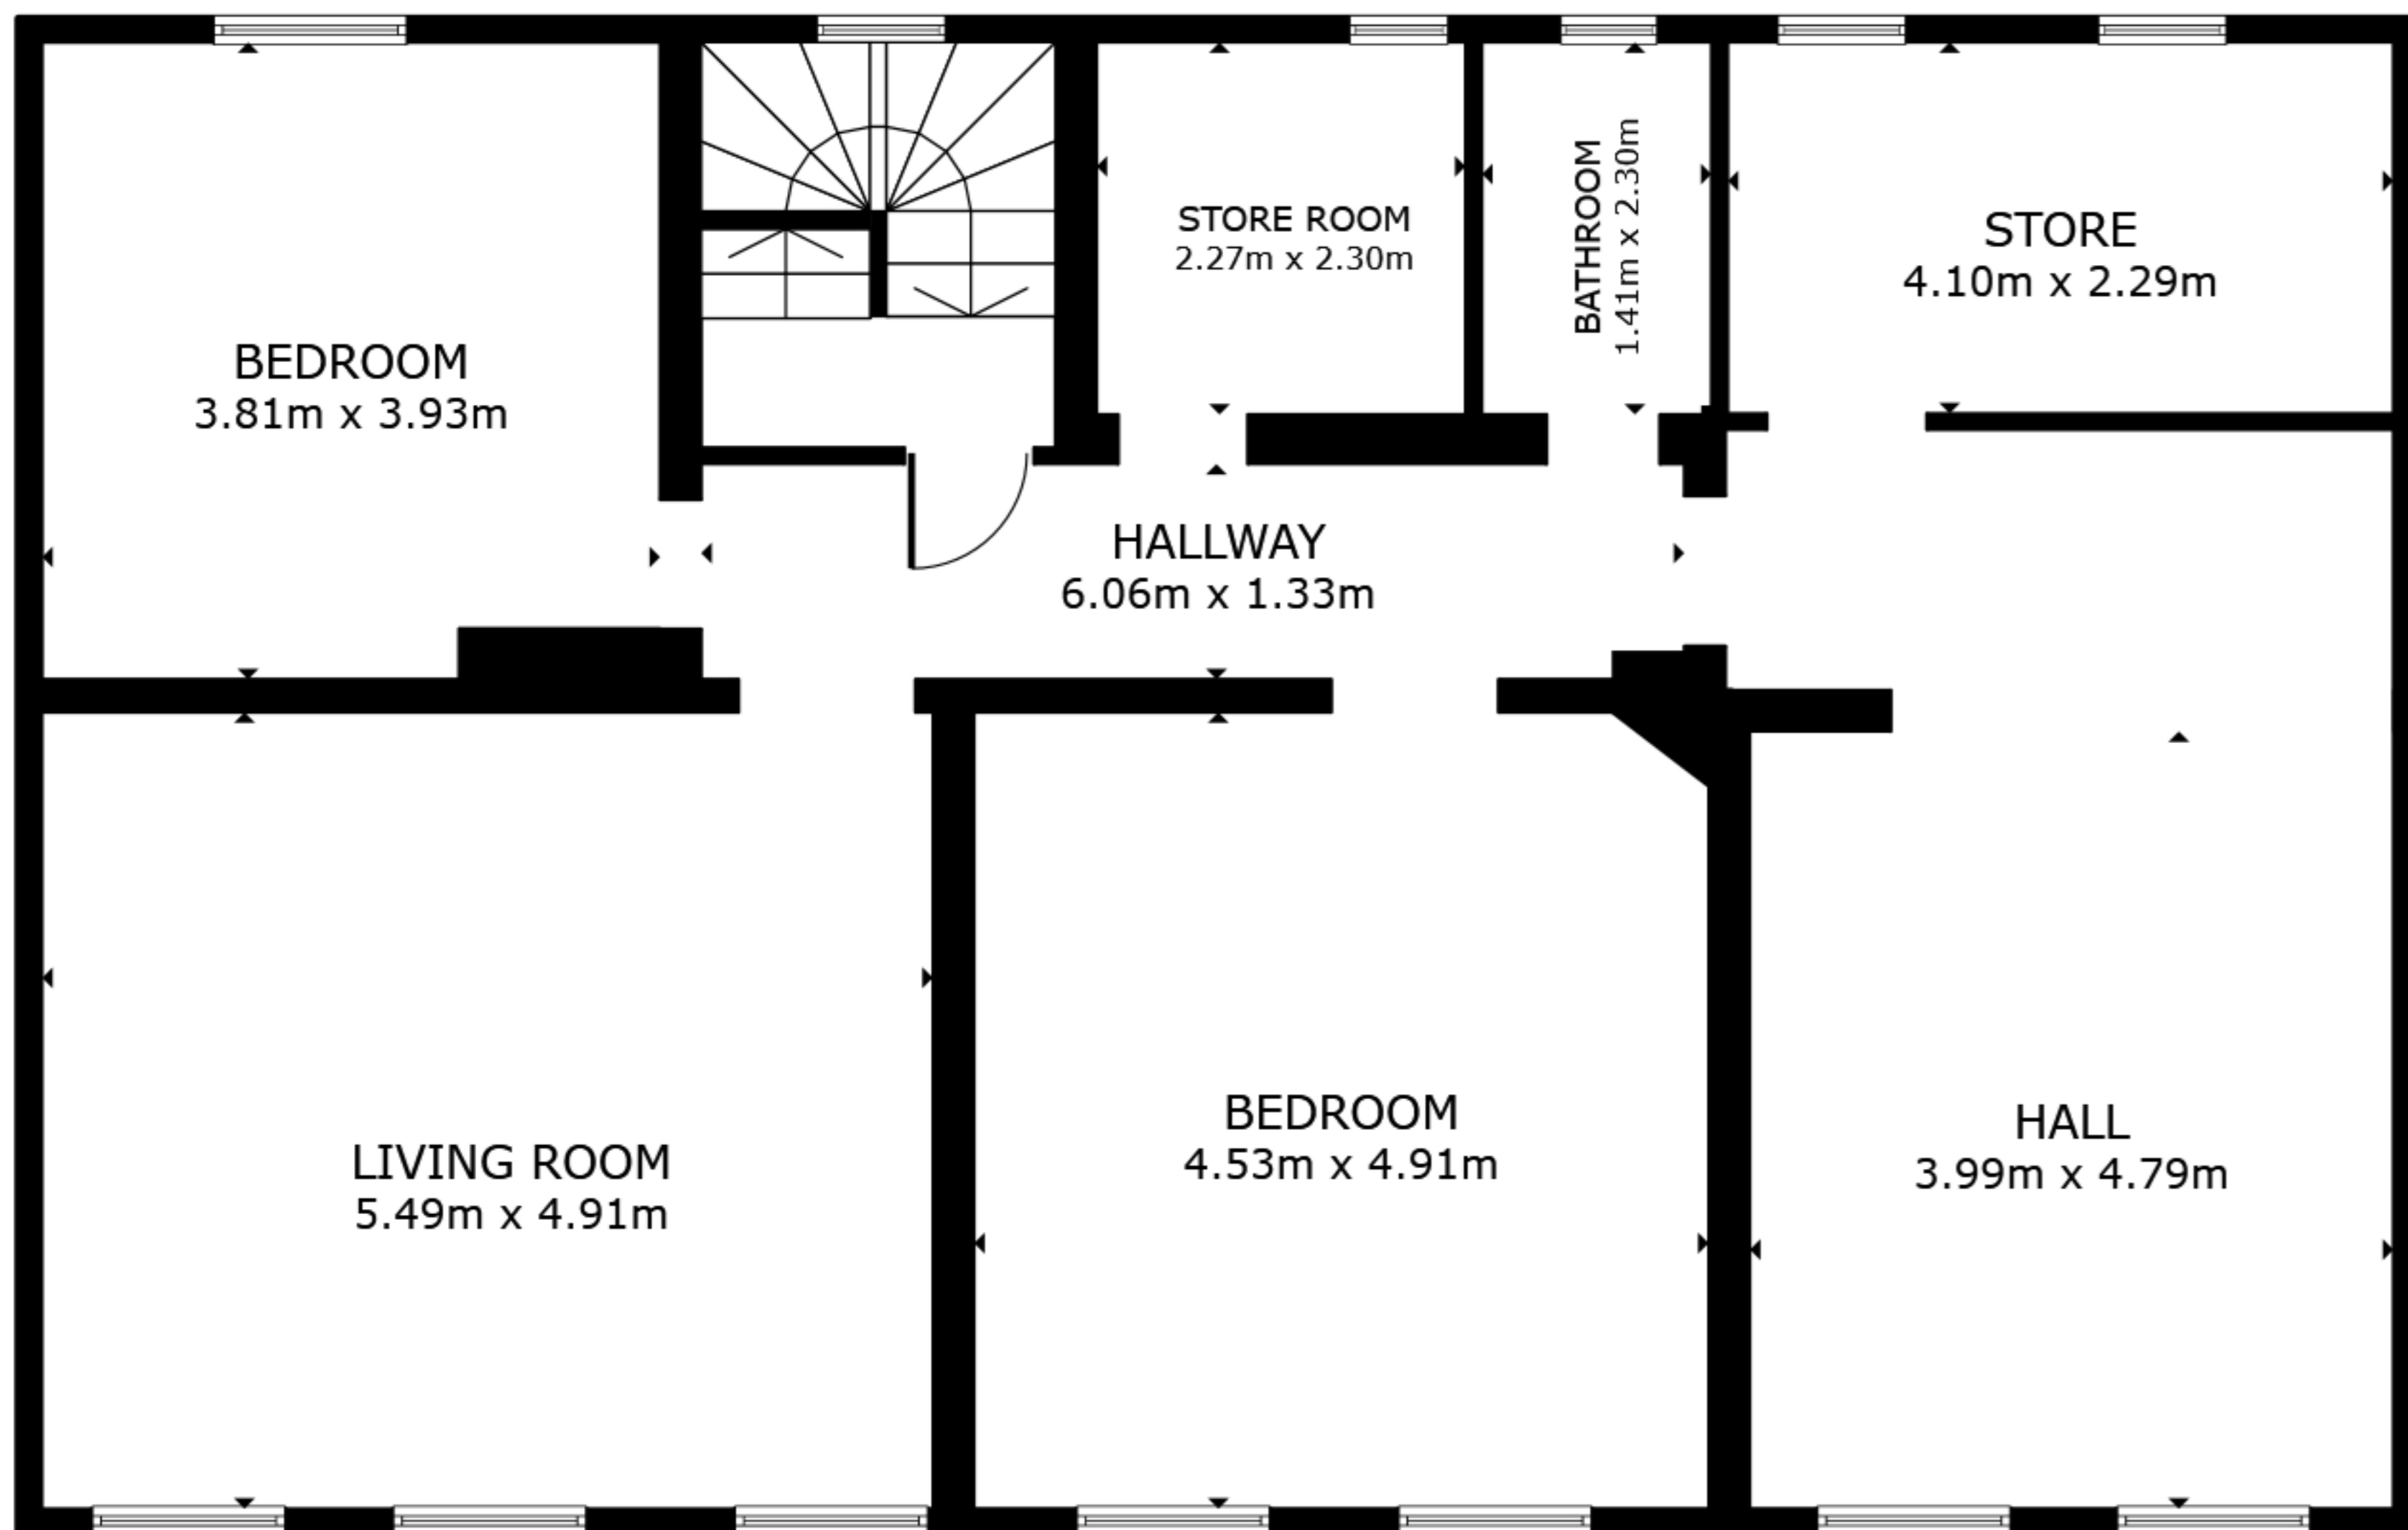 BEDROOM
3.81m x 3.93m
STORE ROOM
2.27m x 2.30m
BATHROOM
1.41m x 2.30m
STORE
4.10m x 2.29m
HALLWAY
6.06m x 1.33m
LIVING ROOM
5.49m x 4.91m
BEDROOM
4.53m x 4.91m
HALL
3.99m x 4.79m